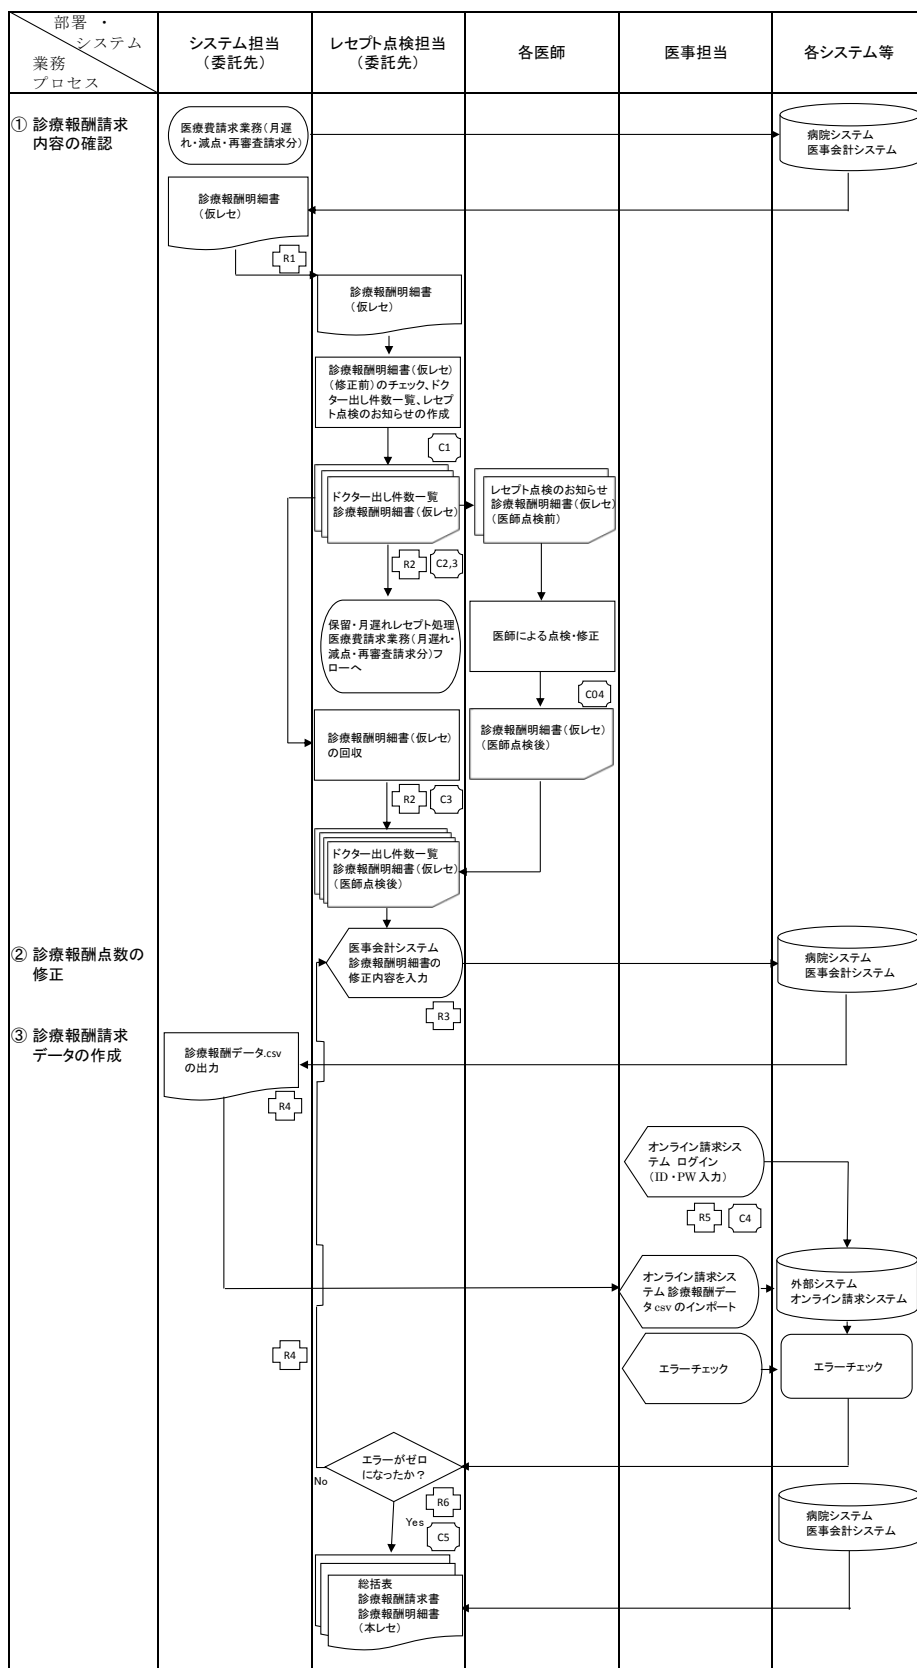 部署 ・
システム
業務
プロセス
システム担当
（委託先）
レセプト点検担当
（委託先）
各医師
医事担当
各システム等
① 診療報酬請求
内容の確認
医療費請求業務（月遅
れ・減点・再審査請求分）
病院システム
医事会計システム
診療報酬明細書
（仮レセ）
R1
診療報酬明細書
（仮レセ）
診療報酬明細書（仮レセ）
（修正前）のチェック、ドク
ター出し件数一覧、レセプ
ト点検のお知らせの作成
C1
ドクター出し件数一覧
診療報酬明細書（仮レセ）
レセプト点検のお知らせ
診療報酬明細書（仮レセ）
（医師点検前）
R2
C2,3
保留・月遅れレセプト処理
医療費請求業務（月遅れ・
減点・再審査請求分）フ
ローへ
医師による点検・修正
C04
診療報酬明細書（仮レセ）
の回収
診療報酬明細書（仮レセ）
（医師点検後）
R2
C3
ドクター出し件数一覧
診療報酬明細書（仮レセ）
（医師点検後）
② 診療報酬点数の
修正
医事会計システム
診療報酬明細書の
修正内容を入力
病院システム
医事会計システム
R3
③ 診療報酬請求
データの作成
診療報酬データ.csv
の出力
R4
オンライン請求シス
テム ログイン
（ID・PW 入力）
R5
C4
オンライン請求シス
テム 診療報酬デー
タ csv のインポート
外部システム
オンライン請求システム
R4
エラーチェック
エラーチェック
エラーがゼロ
になったか？
No
R6
Yes
C5
病院システム
医事会計システム
総括表
診療報酬請求書
診療報酬明細書
（本レセ）